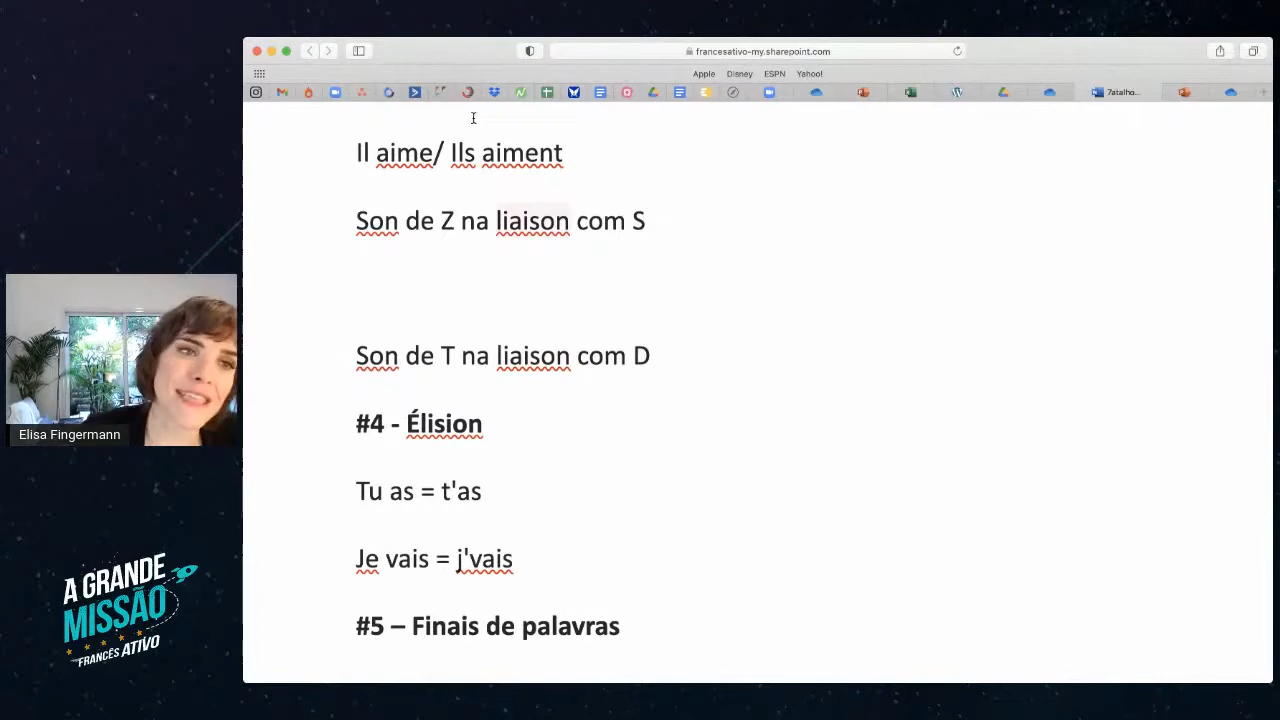 francesativo-my.sharepoint.com
Apple Disney ESPN Yahoo!
7atalho...
Il aime/ Ils aiment
Son de Z na liaison com S
Son de T na liaison com D
#4 - Élision
Tu as = t'as
Je vais = j'vais
#5 – Finais de palavras
Elisa Fingermann
A GRANDE
MISSÃO
FRANCÊS ATIVO